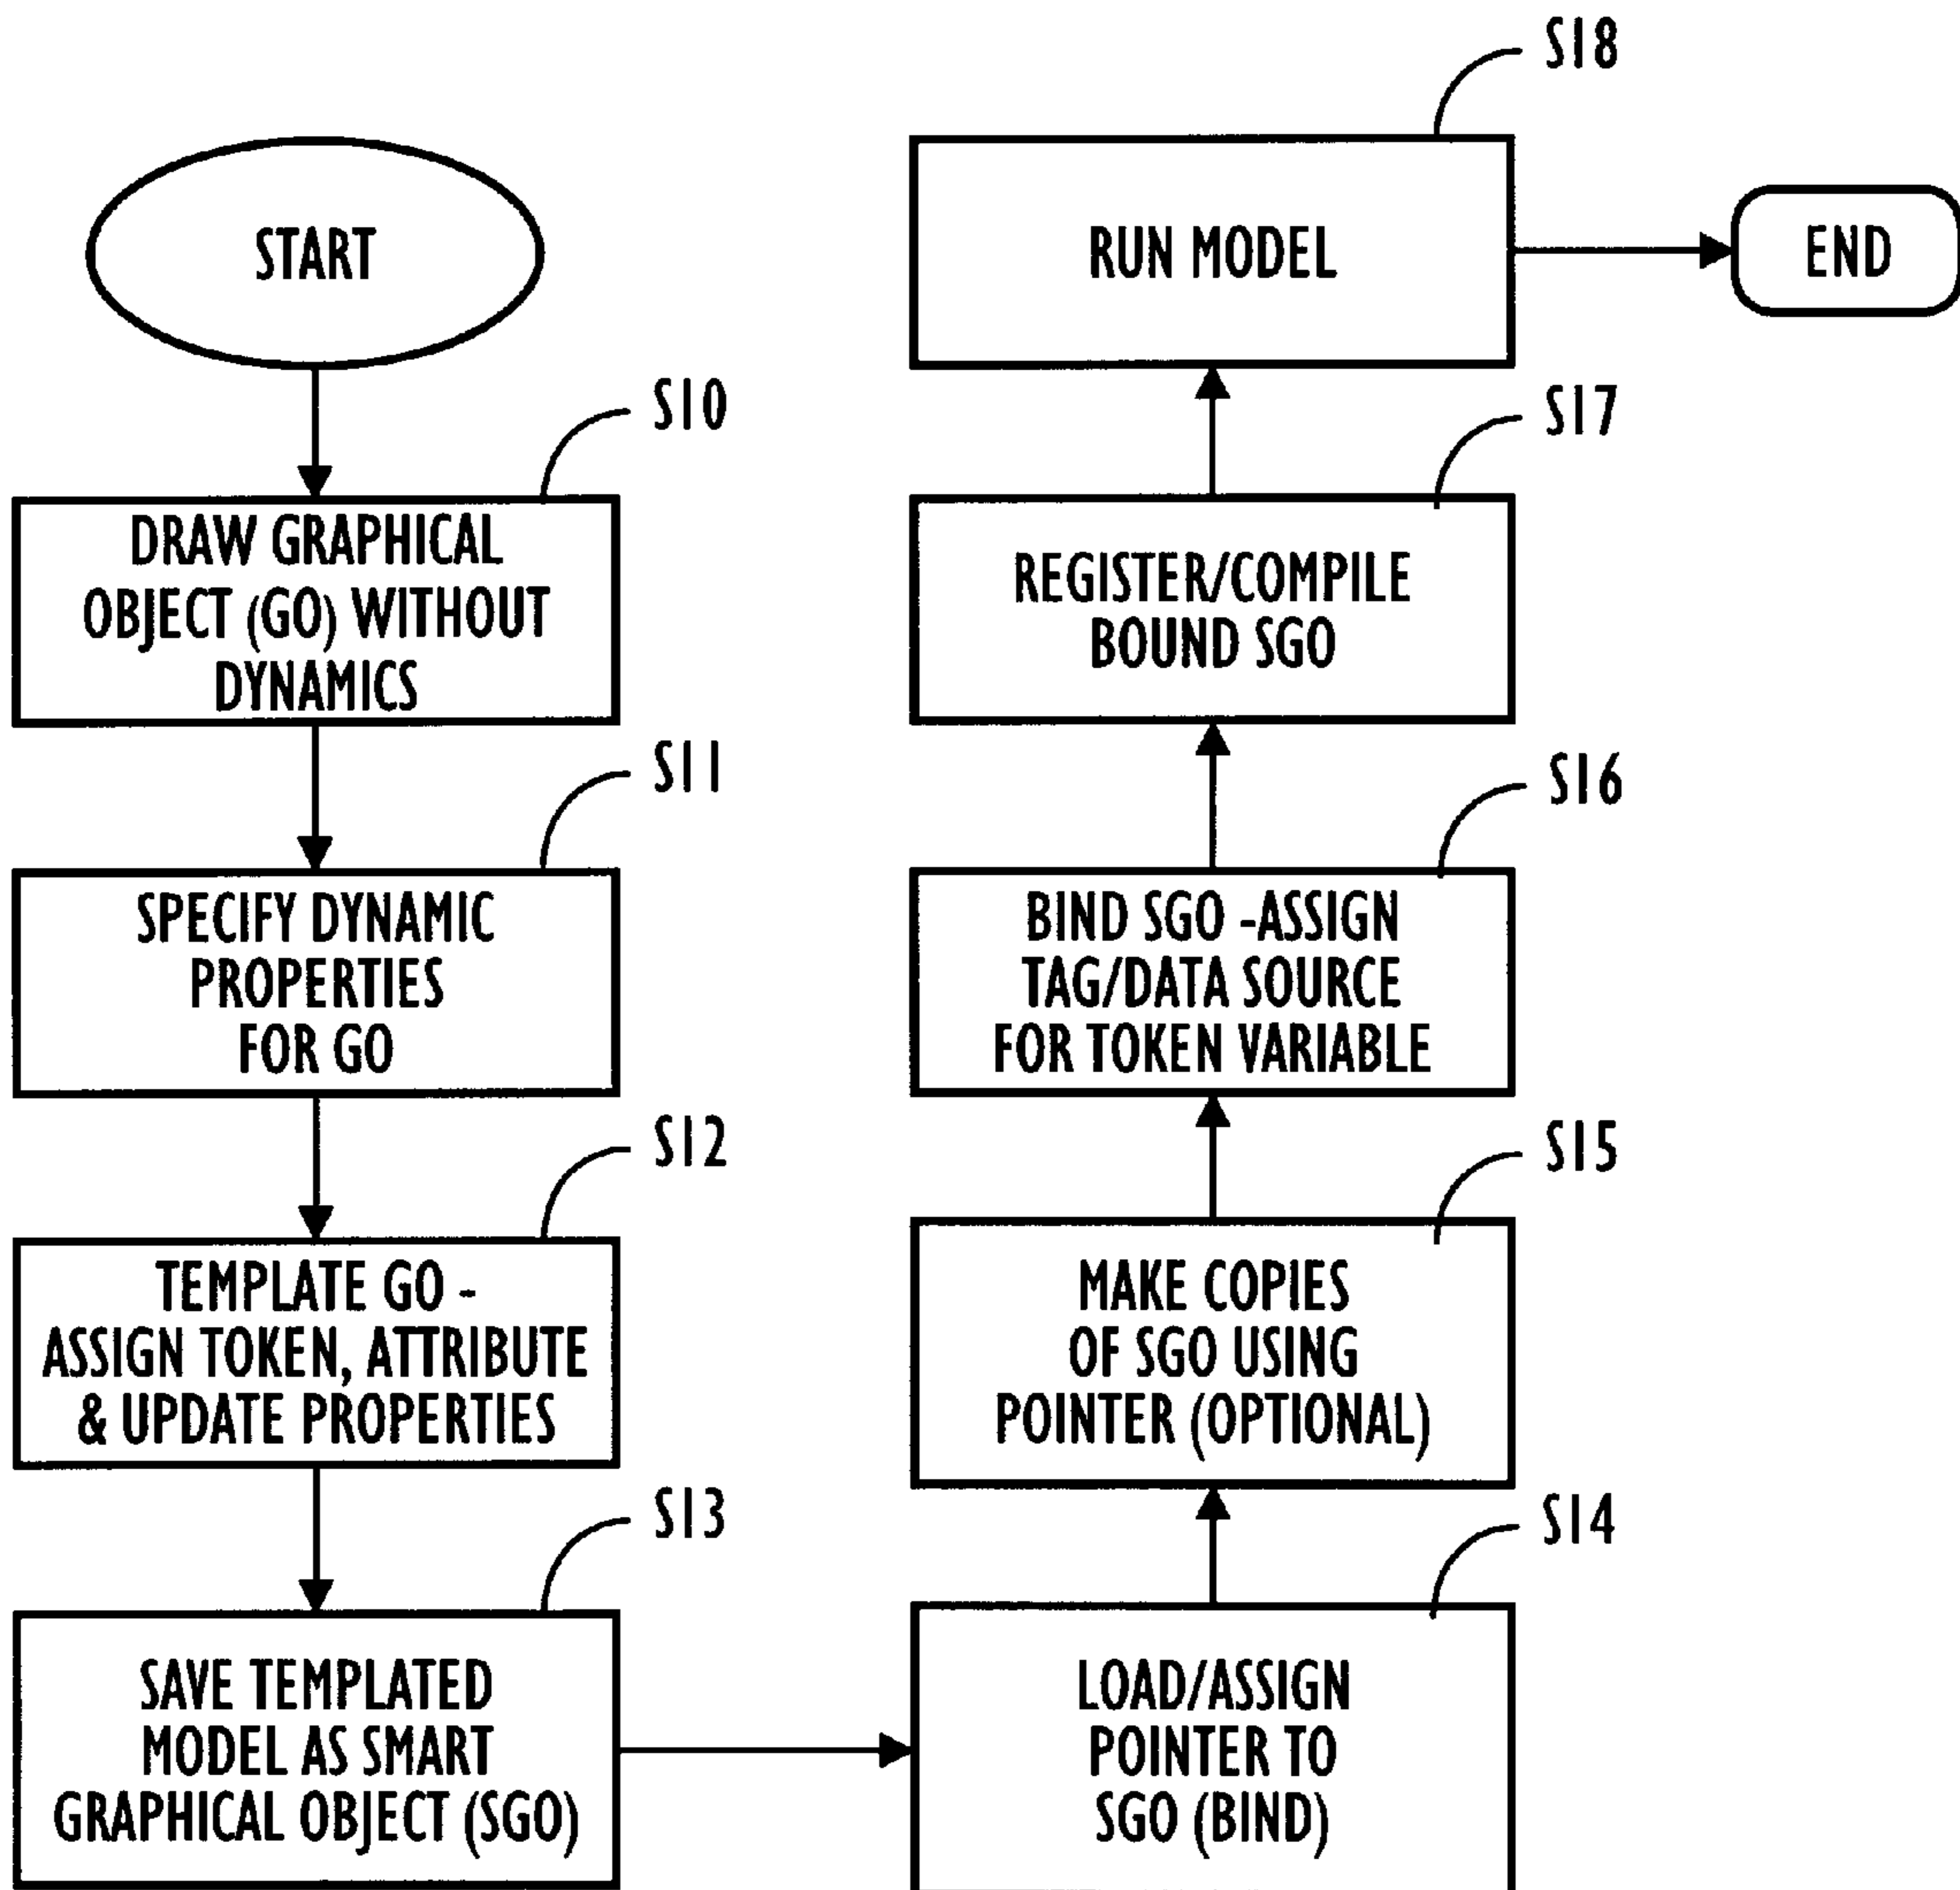 START
S10
DRAW GRAPHICAL
OBJECT (GO) WITHOUT
DYNAMICS
S11
SPECIFY DYNAMIC
PROPERTIES
FOR GO
S12
TEMPLATE GO -
ASSIGN TOKEN, ATTRIBUTE
& UPDATE PROPERTIES
S13
SAVE TEMPLATED
MODEL AS SMART
GRAPHICAL OBJECT (SGO)
S14
LOAD/ASSIGN
POINTER TO
SGO (BIND)
S15
MAKE COPIES
OF SGO USING
POINTER (OPTIONAL)
S16
BIND SGO -ASSIGN
TAG/DATA SOURCE
FOR TOKEN VARIABLE
S17
REGISTER/COMPILE
BOUND SGO
S18
RUN MODEL
END